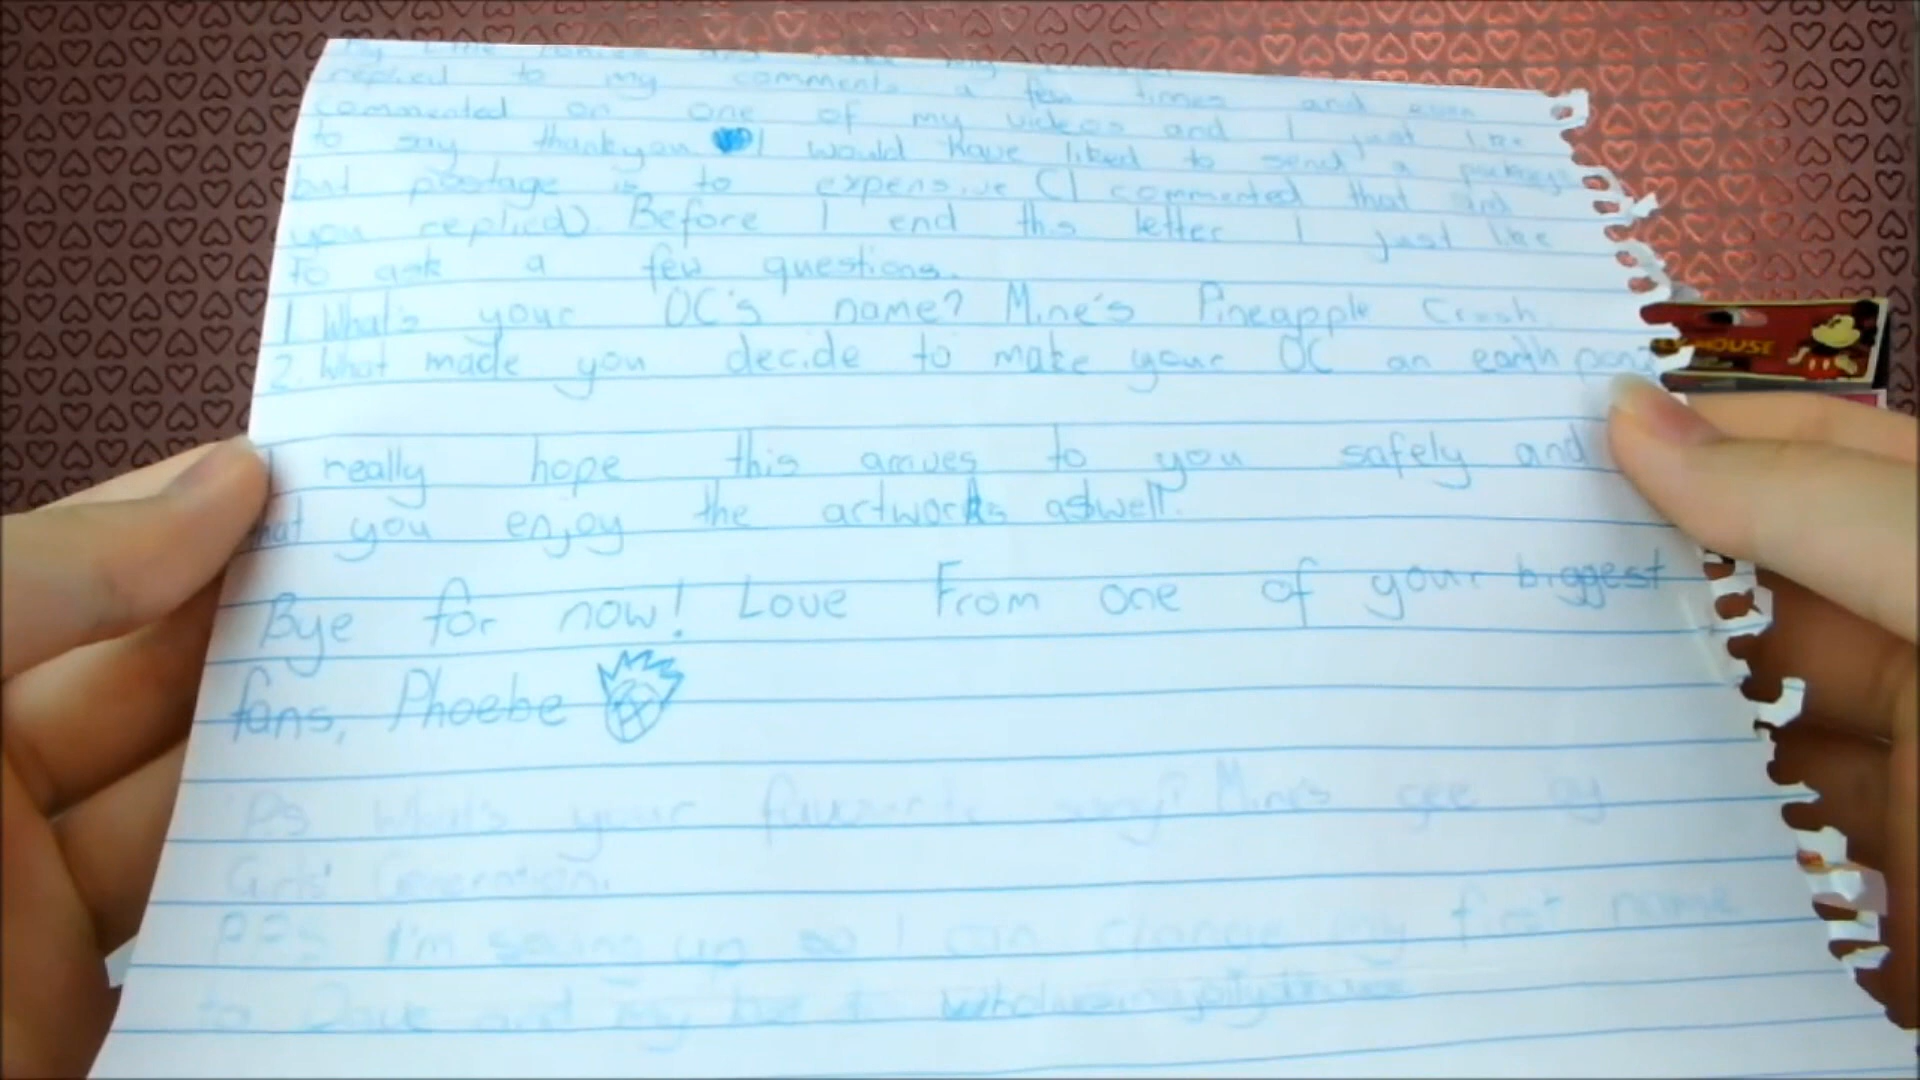 replied to my comments a few times and even
commented on one of my videos and I just like
to say thankyou I would have liked to send a
but postage is to expensive (I commented that and
you replied) Before I end this letter I just like
to ask a few questions.
1 What's your OC's name? Mine's Pineapple Crush
2. What made you decide to make your OC an earth pony
I really hope this arrives to you safely and
that you enjoy the artworks aswell.
Bye for now! Love From one of your biggest
fans, Phoebe
PS What's your favourite song? Mine's gee by
Girls' Generation.
PPS I'm saving up so I can change my first name
to Dave and my